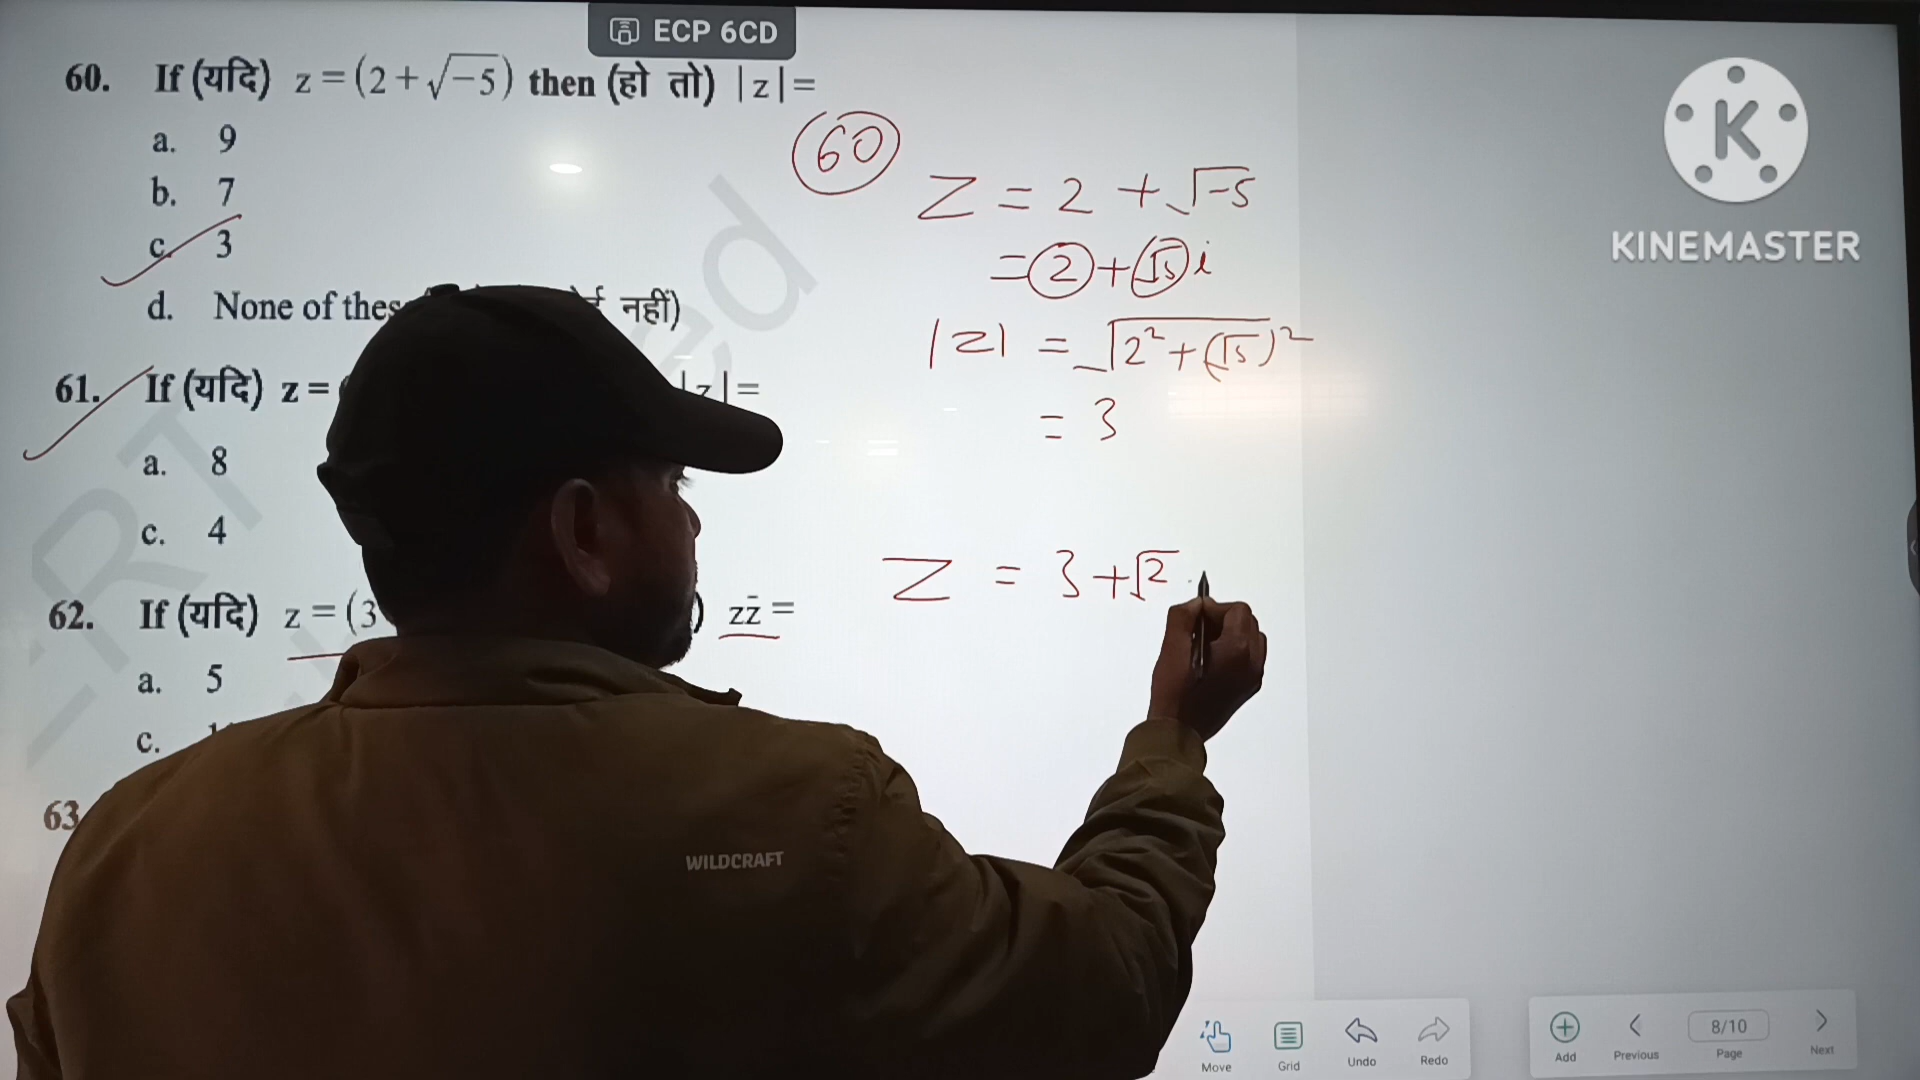 ECP 6CD
60. If (यदि) z = (2 + √−5) then (हो तो) |z| =
a. 9
b. 7
c. 3
d. None of these नहीं)
61. If (यदि) z = |z| =
a. 8
c. 4
62. If (यदि) z = (3 ) zz̄ =
a. 5
c.
63
60
Z = 2 + √-5
= 2 + √5 i
|Z| = √2² + (√5)²
= 3
Z = 3 + √2
K
KINEMASTER
WILDCRAFT
Move Grid Undo Redo
Add Previous 8/10 Page Next